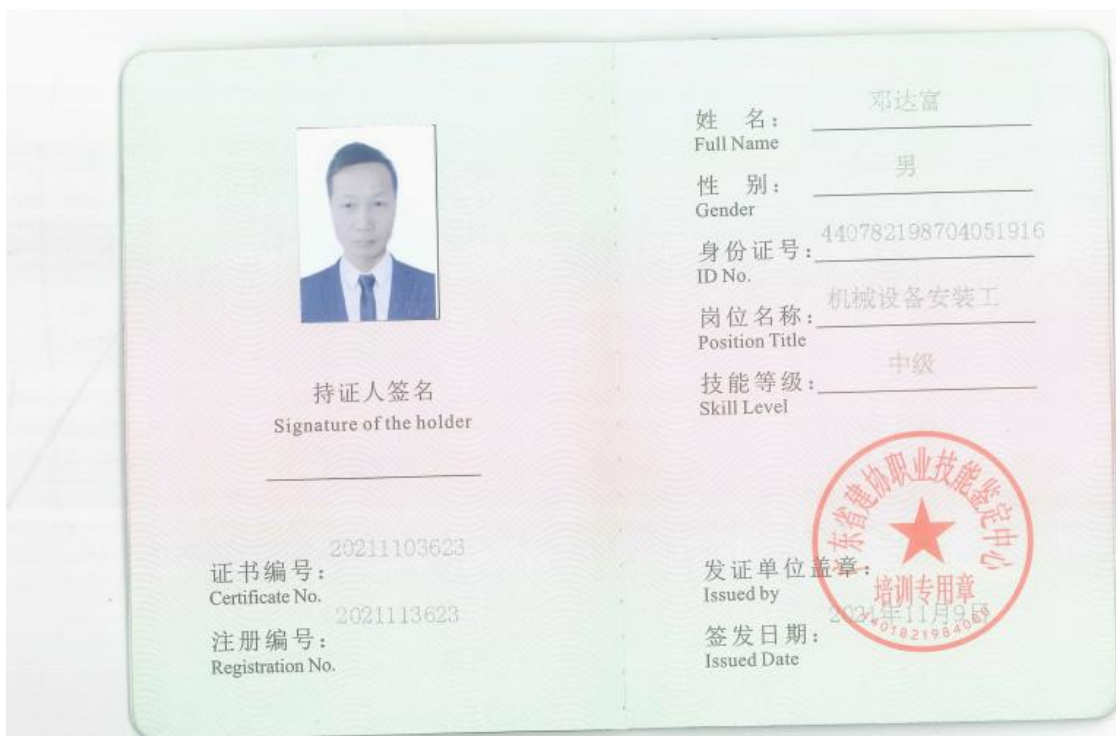 持证人签名
Signature of the holder
证书编号：20211103623
Certificate No.
注册编号：2021113623
Registration No.
姓 名：邓达富
Full Name
性 别：男
Gender
身份证号：440782198704051916
ID No.
岗位名称：机械设备安装工
Position Title
技能等级：中级
Skill Level
发证单位盖章：
Issued by
签发日期：2021年11月9日
Issued Date
广东省建协职业技能鉴定中心
培训专用章